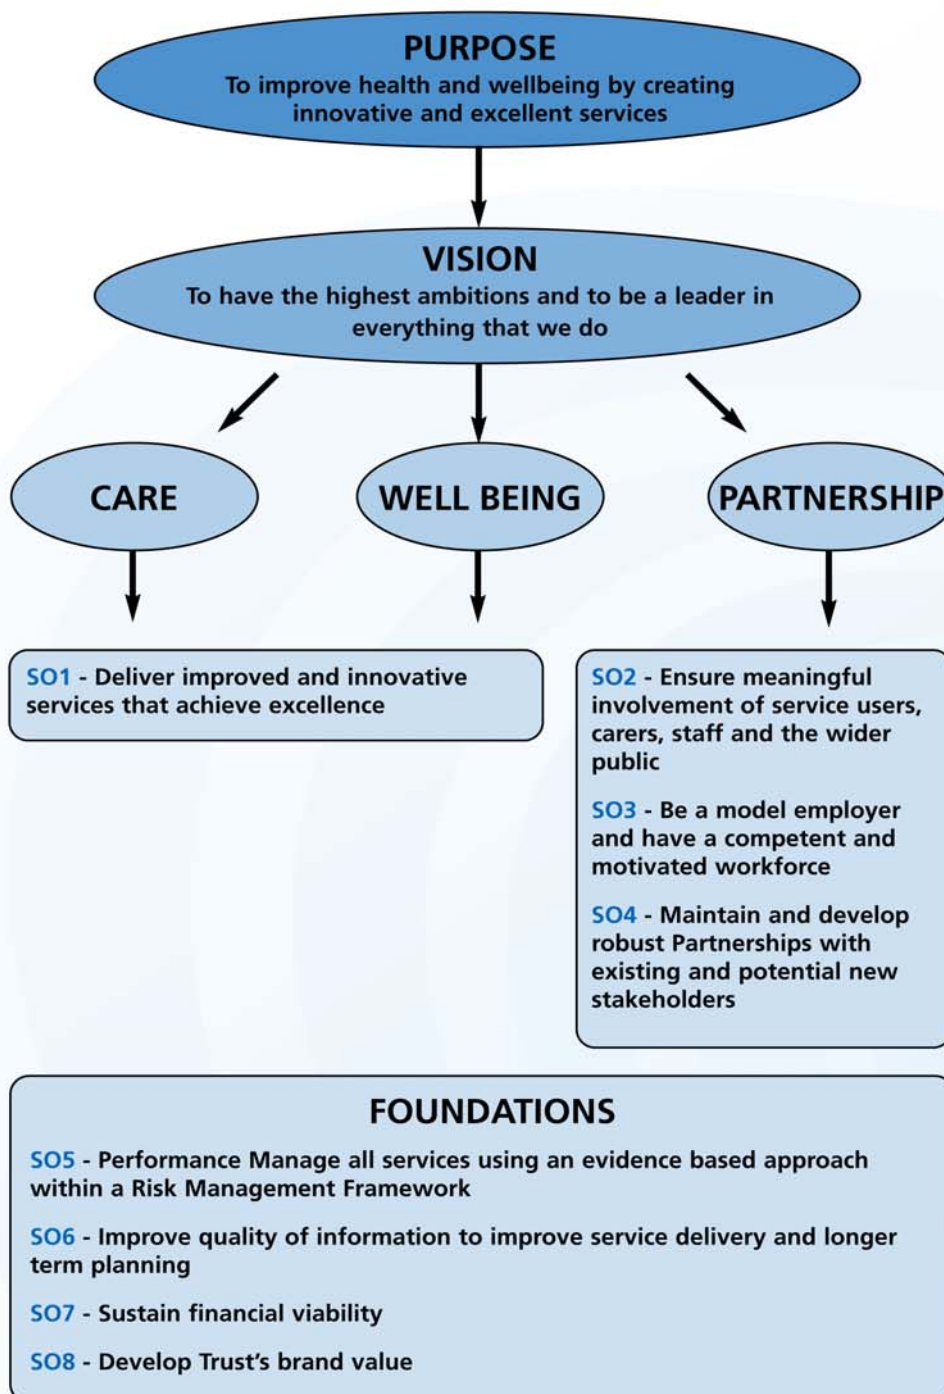 PURPOSE
To improve health and wellbeing by creating
innovative and excellent services
VISION
To have the highest ambitions and to be a leader in
everything that we do
CARE
WELL BEING
PARTNERSHIP
SO1 - Deliver improved and innovative
services that achieve excellence
SO2 - Ensure meaningful
involvement of service users,
carers, staff and the wider
public
SO3 - Be a model employer
and have a competent and
motivated workforce
SO4 - Maintain and develop
robust Partnerships with
existing and potential new
stakeholders
FOUNDATIONS
SO5 - Performance Manage all services using an evidence based approach
within a Risk Management Framework
SO6 - Improve quality of information to improve service delivery and longer
term planning
SO7 - Sustain financial viability
SO8 - Develop Trust's brand value